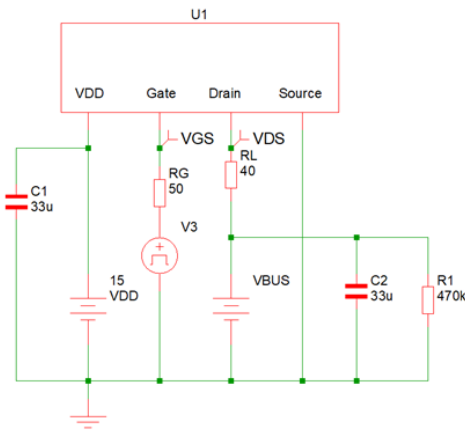 U1
VDD Gate Drain Source
VGS VDS
RG
50
RL
40
C1
33u
V3
15
VDD
VBUS
C2
33u
R1
470k